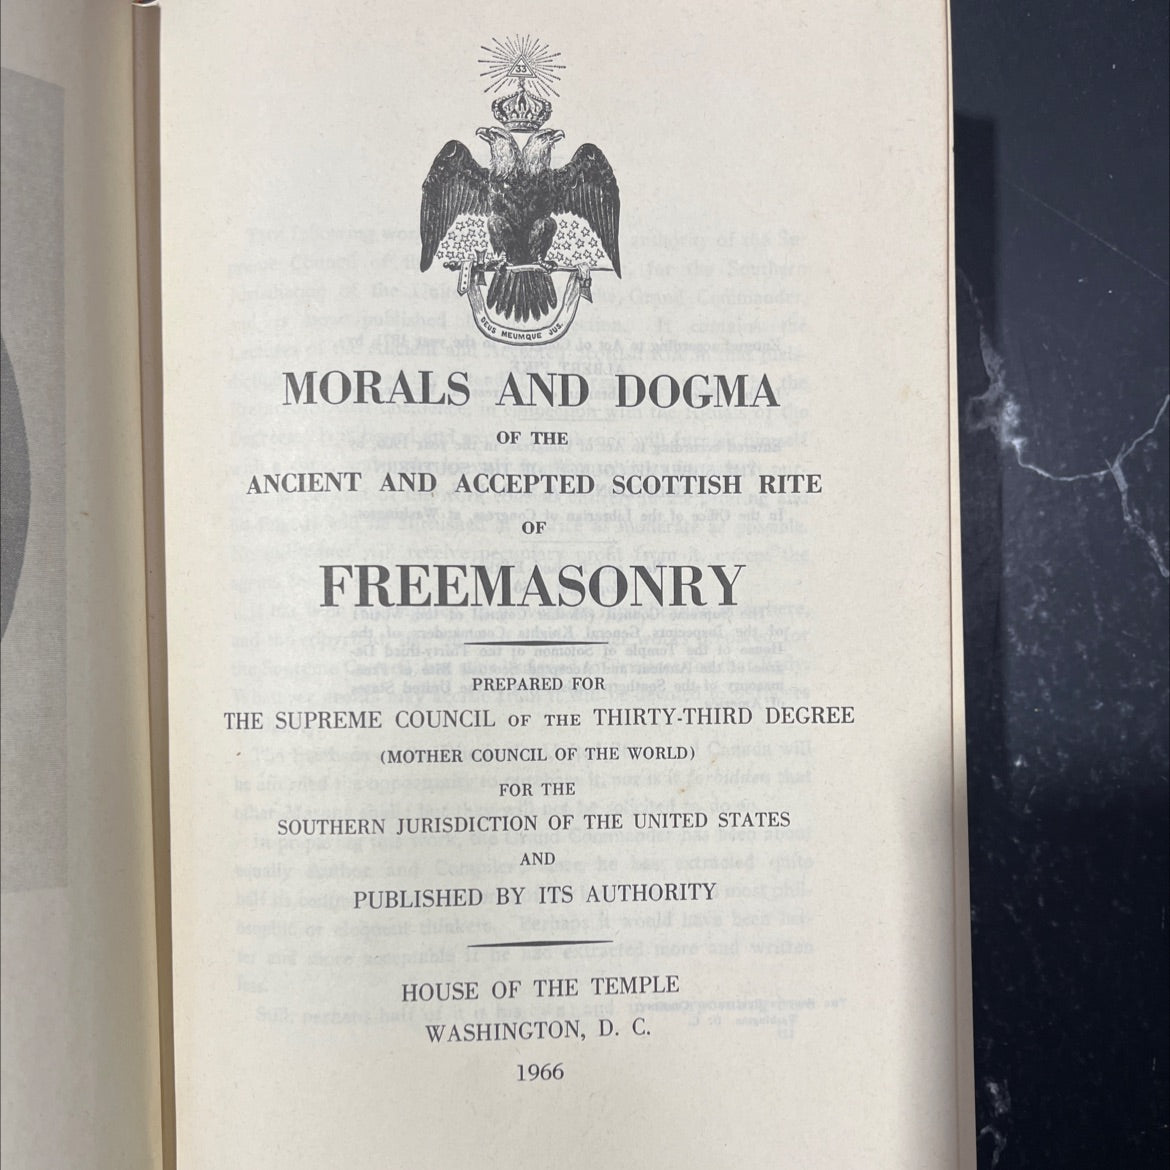 33
DEUS MEUMQUE JUS.
MORALS AND DOGMA
OF THE
ANCIENT AND ACCEPTED SCOTTISH RITE
OF
FREEMASONRY
PREPARED FOR
THE SUPREME COUNCIL OF THE THIRTY-THIRD DEGREE
(MOTHER COUNCIL OF THE WORLD)
FOR THE
SOUTHERN JURISDICTION OF THE UNITED STATES
AND
PUBLISHED BY ITS AUTHORITY
HOUSE OF THE TEMPLE
WASHINGTON, D. C.
1966